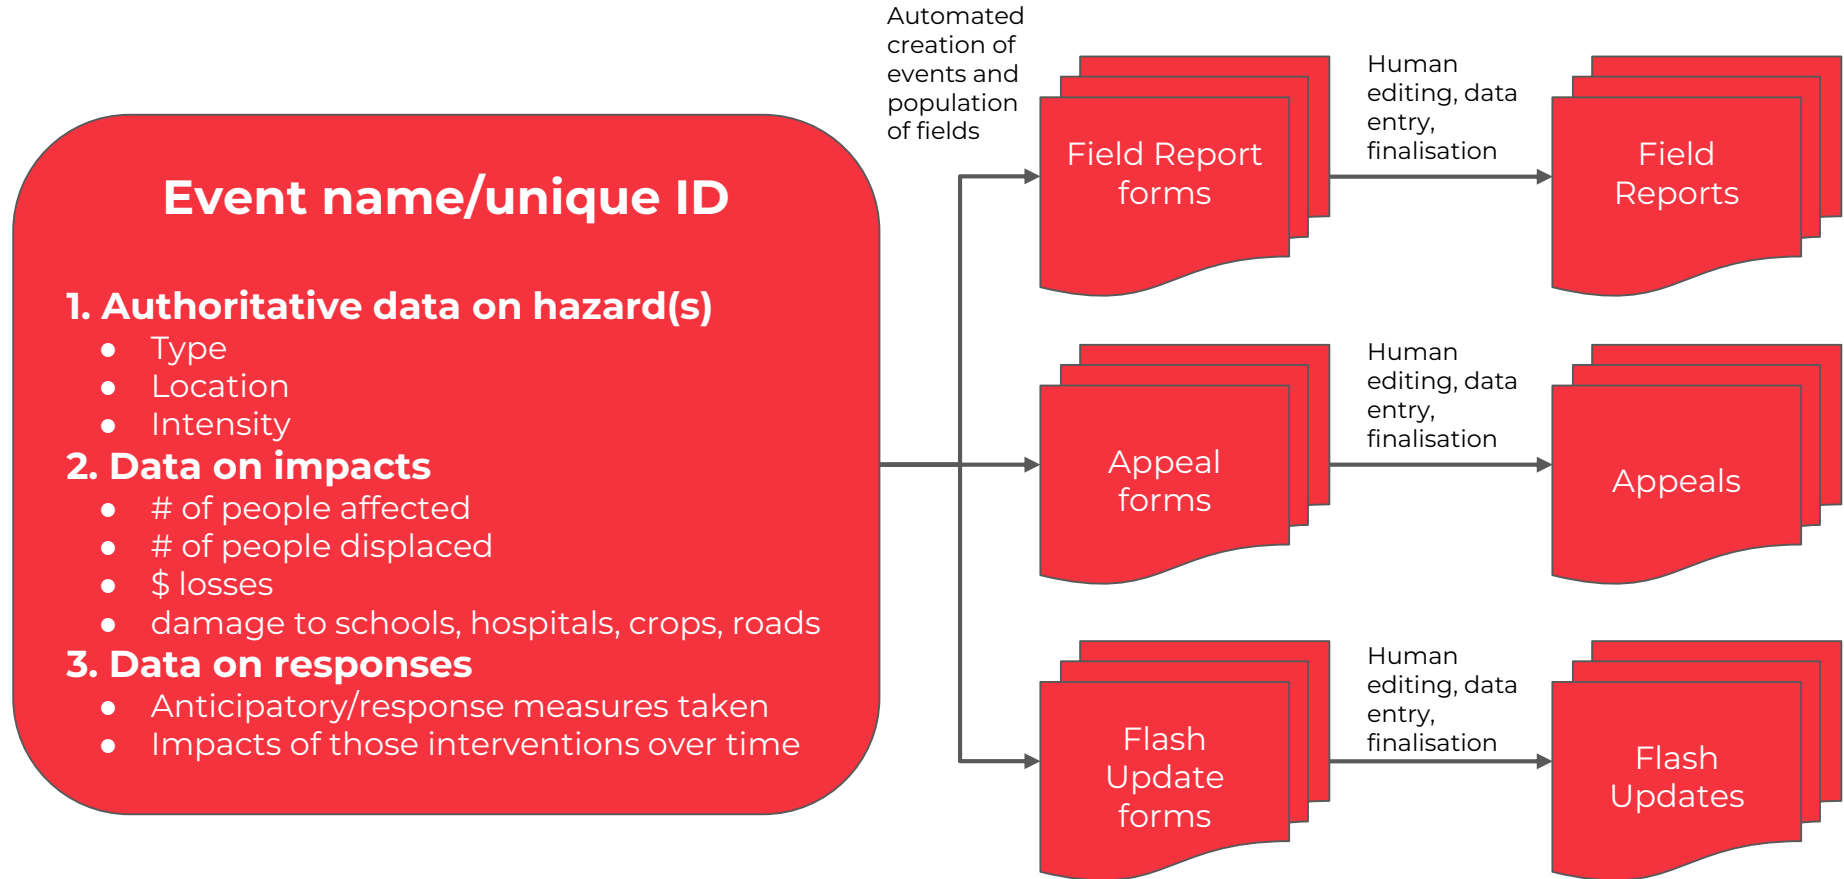 Event name/unique ID
1. Authoritative data on hazard(s)
● Type
● Location
● Intensity
2. Data on impacts
● # of people affected
● # of people displaced
● $ losses
● damage to schools, hospitals, crops, roads
3. Data on responses
● Anticipatory/response measures taken
● Impacts of those interventions over time
Automated
creation of
events and
population
of fields
Field Report
forms
Human
editing, data
entry,
finalisation
Field
Reports
Appeal
forms
Human
editing, data
entry,
finalisation
Appeals
Flash
Update
forms
Human
editing, data
entry,
finalisation
Flash
Updates